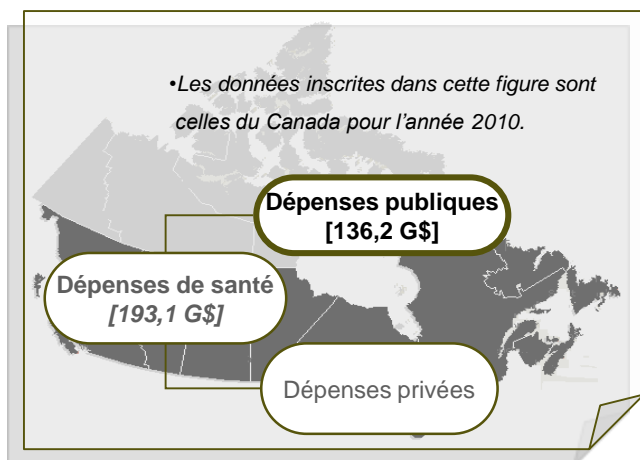 •Les données inscrites dans cette figure sont
celles du Canada pour l’année 2010.
Dépenses publiques
[136,2 G$]
Dépenses de santé
[193,1 G$]
Dépenses privées